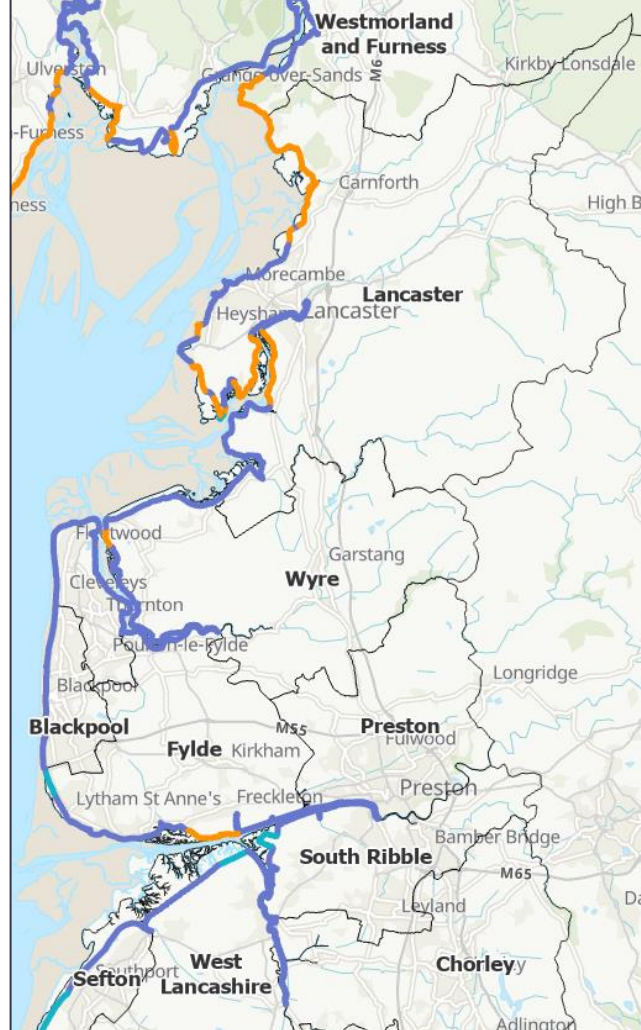 Westmorland
and Furness
Ulverston
Grange-over-Sands
M6
Kirkby Lonsdale
-Furness
ness
Carnforth
High B
Morecambe
Lancaster
Heysham
Lancaster
Fleetwood
Garstang
Cleveleys
Wyre
Thornton
Poulton-le-Fylde
Longridge
Blackpool
Blackpool
M55
Preston
Fulwood
Fylde
Kirkham
Preston
Lytham St Anne's
Freckleton
Bamber Bridge
South Ribble
M65
Leyland
Da
West
Lancashire
Sefton
Southport
Chorley
Adlington